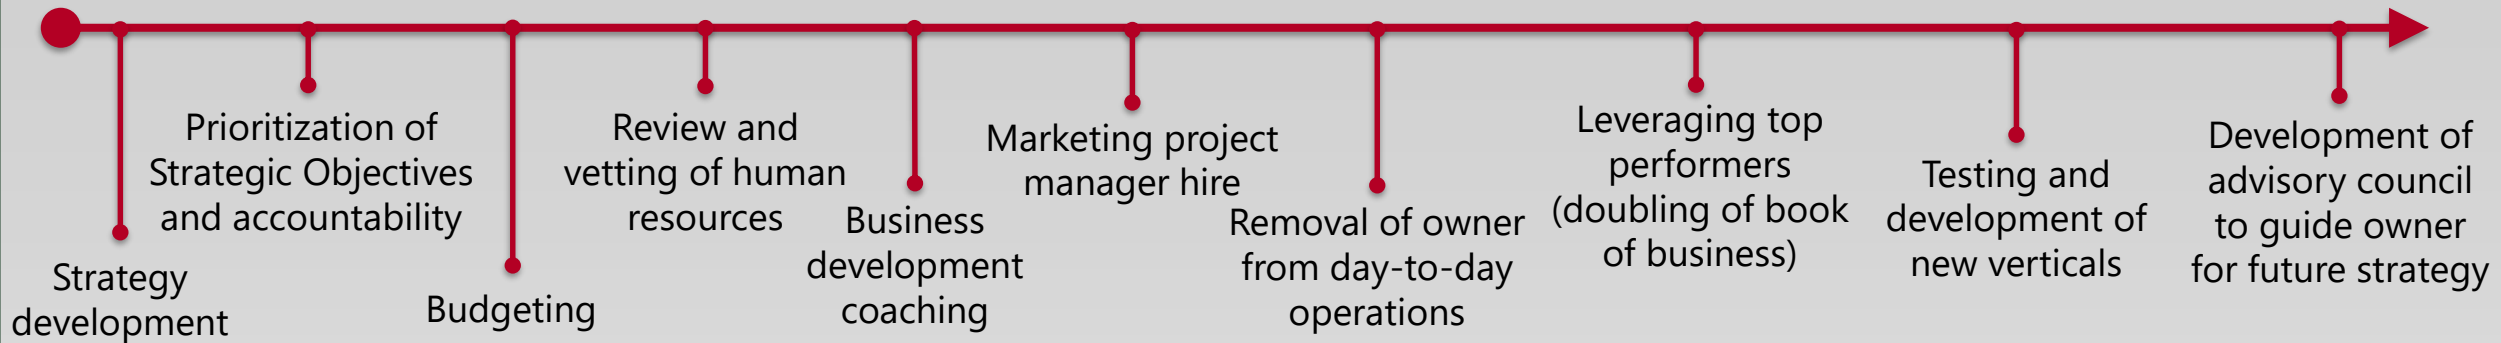 Strategy
development
Prioritization of
Strategic Objectives
and accountability
Budgeting
Review and
vetting of human
resources
Business
development
coaching
Marketing project
manager hire
Removal of owner
from day-to-day
operations
Leveraging top
performers
(doubling of book
of business)
Testing and
development of
new verticals
Development of
advisory council
to guide owner
for future strategy